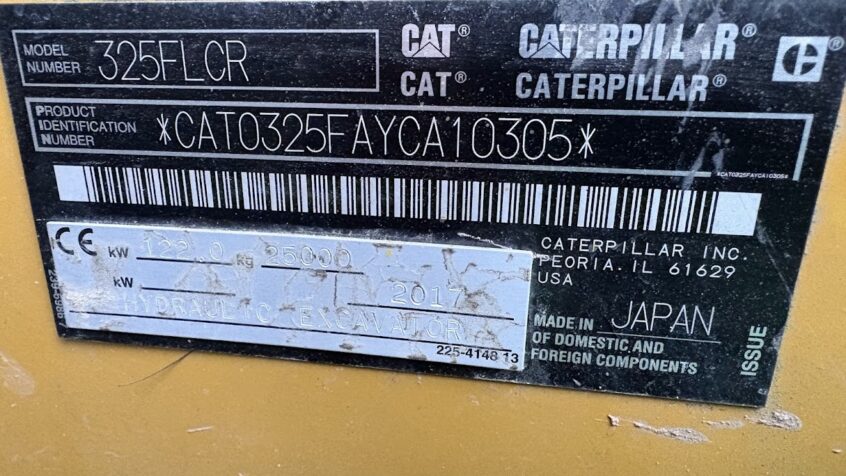 MODEL NUMBER 325FLCR
CAT® CATERPILLAR®
CAT® CATERPILLAR®
PRODUCT IDENTIFICATION NUMBER *CAT0325FAYCA10305*
*CAT0325FAYCA10305*
CE kW 122.0 kg 25000
kW 2017
HYDRAULIC EXCAVATOR
225-4148 13
CATERPILLAR INC.
PEORIA, IL 61629
USA
MADE IN JAPAN
OF DOMESTIC AND
FOREIGN COMPONENTS
ISSUE